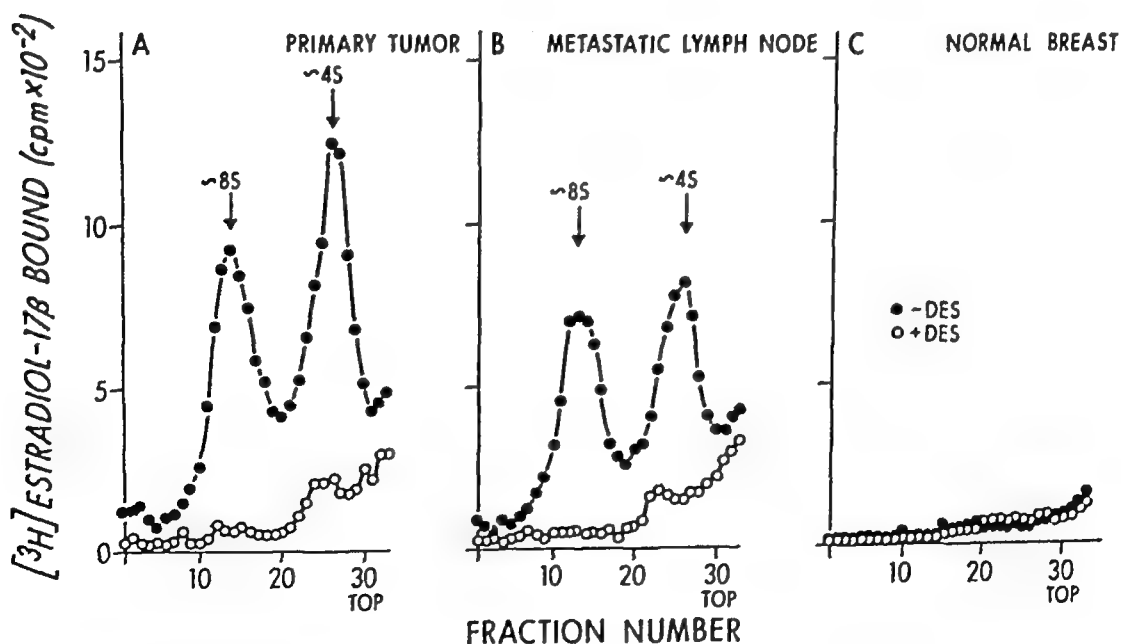 [³H] ESTRADIOL-17β BOUND (cpm×10⁻²)
A PRIMARY TUMOR
B METASTATIC LYMPH NODE
C NORMAL BREAST
15
10
5
0
~8S
~4S
~8S
~4S
● -DES
○ +DES
10 20 30
TOP
10 20 30
TOP
10 20 30
TOP
FRACTION NUMBER